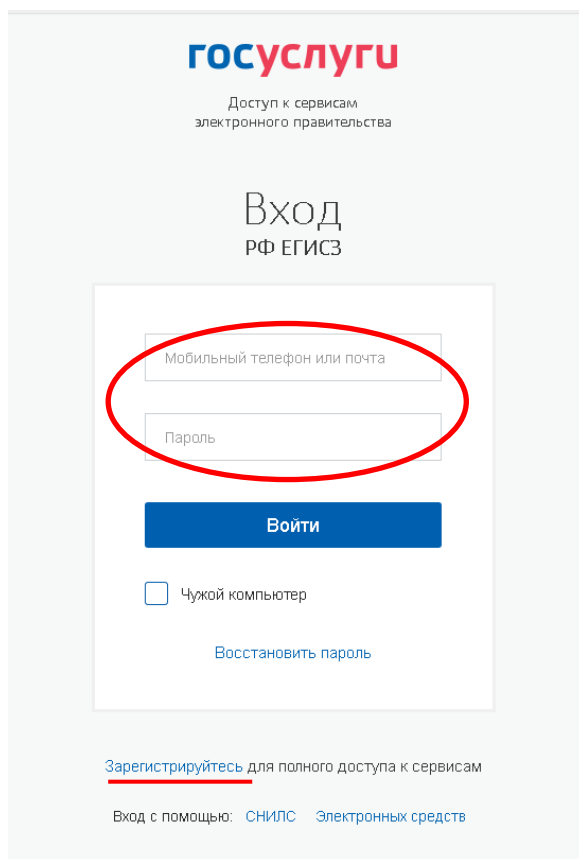 госуслуги
Доступ к сервисам
электронного правительства
Вход
РФ ЕГИСЗ
Мобильный телефон или почта
Пароль
Войти
Чужой компьютер
Восстановить пароль
Зарегистрируйтесь для полного доступа к сервисам
Вход с помощью: СНИЛС Электронных средств